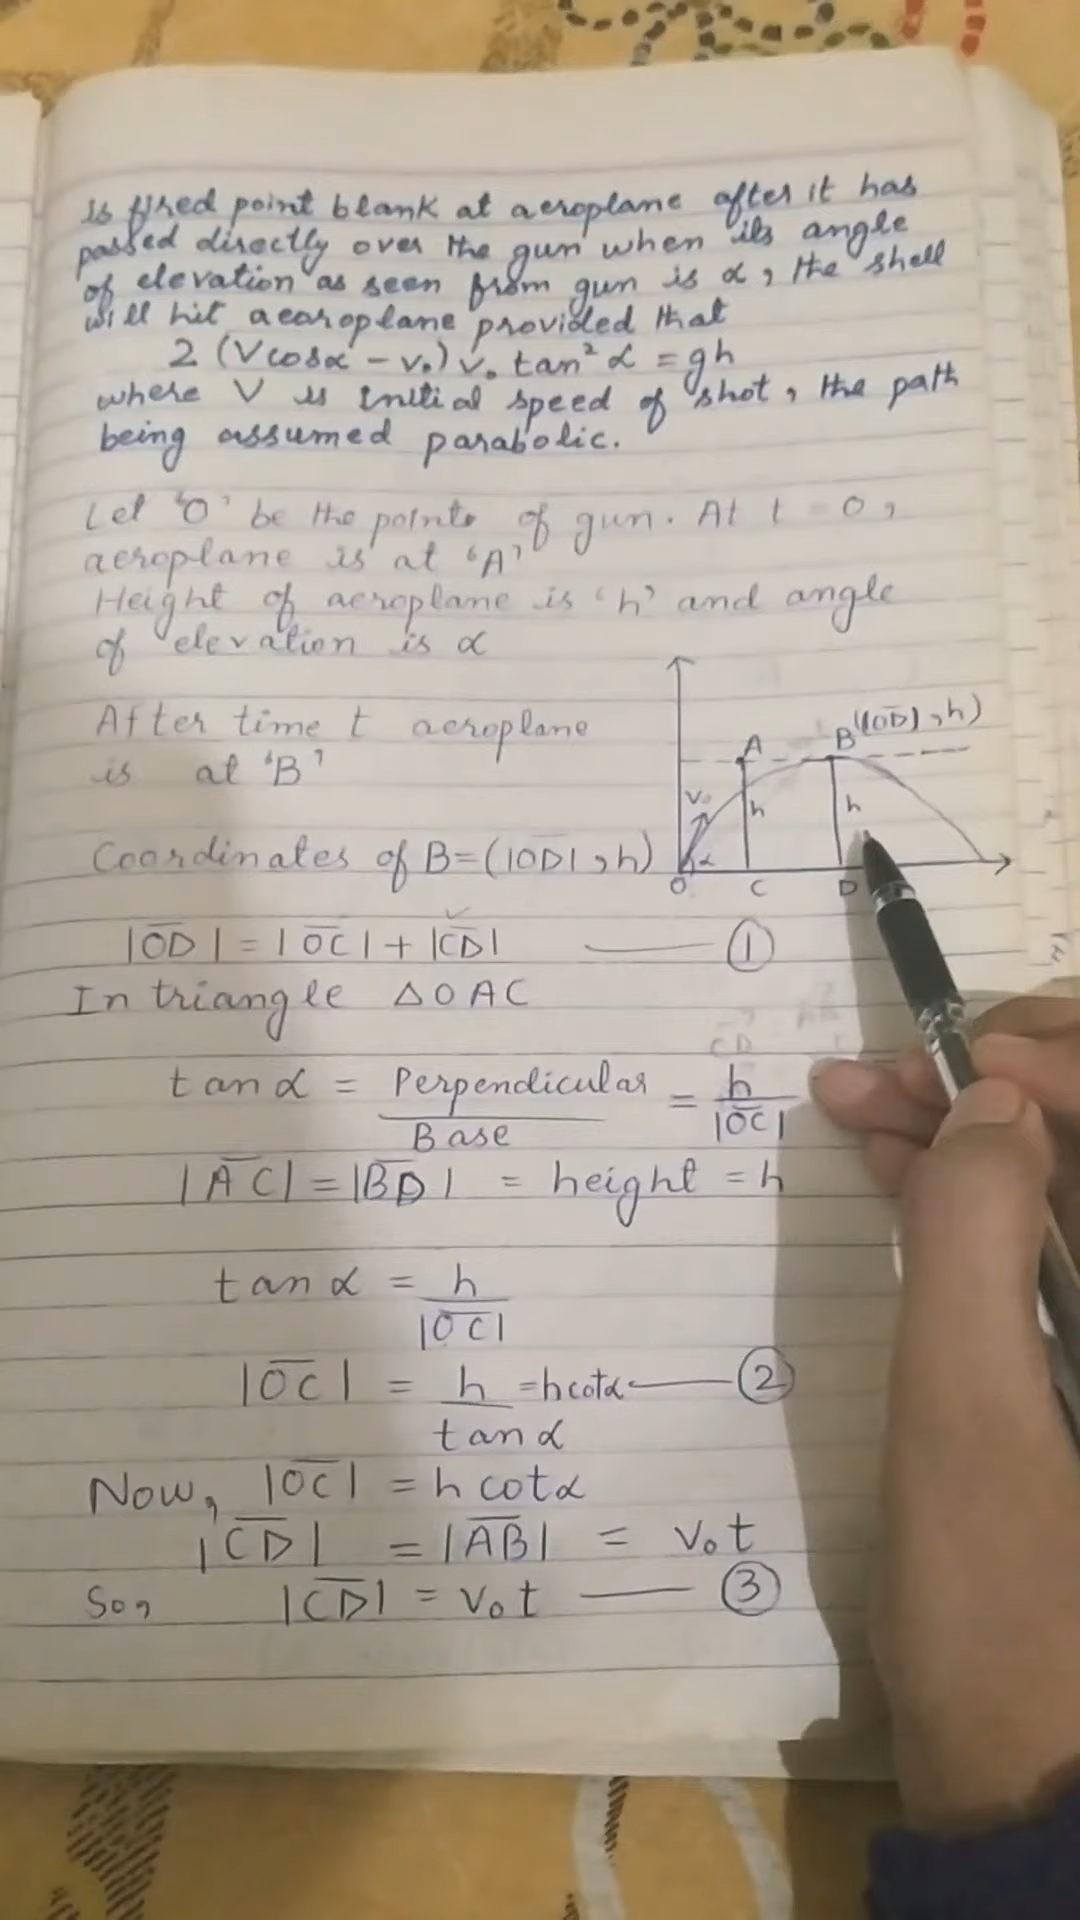 is fired point blank at aeroplane after it has
passed directly over the gun when its angle
of elevation as seen from gun is α, the shell
will hit aearoplane provided that
2 (Vcosα - v₀) v₀ tan² α = gh
where V is initial speed of shot, the path
being assumed parabolic.
Let 'O' be the points of gun. At t = 0,
aeroplane is at 'A'
Height of aeroplane is 'h' and angle
of elevation is α
After time t aeroplane
is at 'B'
A B(|OD|, h)
V₀ h h
α
O C D
Coordinates of B = (|OD|, h)
|OD| = |OC| + |CD| ——— ①
In triangle ΔOAC
tan α = Perpendicular / Base = h / |OC|
|AC| = |BD| = height = h
tan α = h / |OC|
|OC| = h / tan α = h cot α ——— ②
Now, |OC| = h cot α
|CD| = |AB| = V₀ t
So, |CD| = V₀ t ——— ③